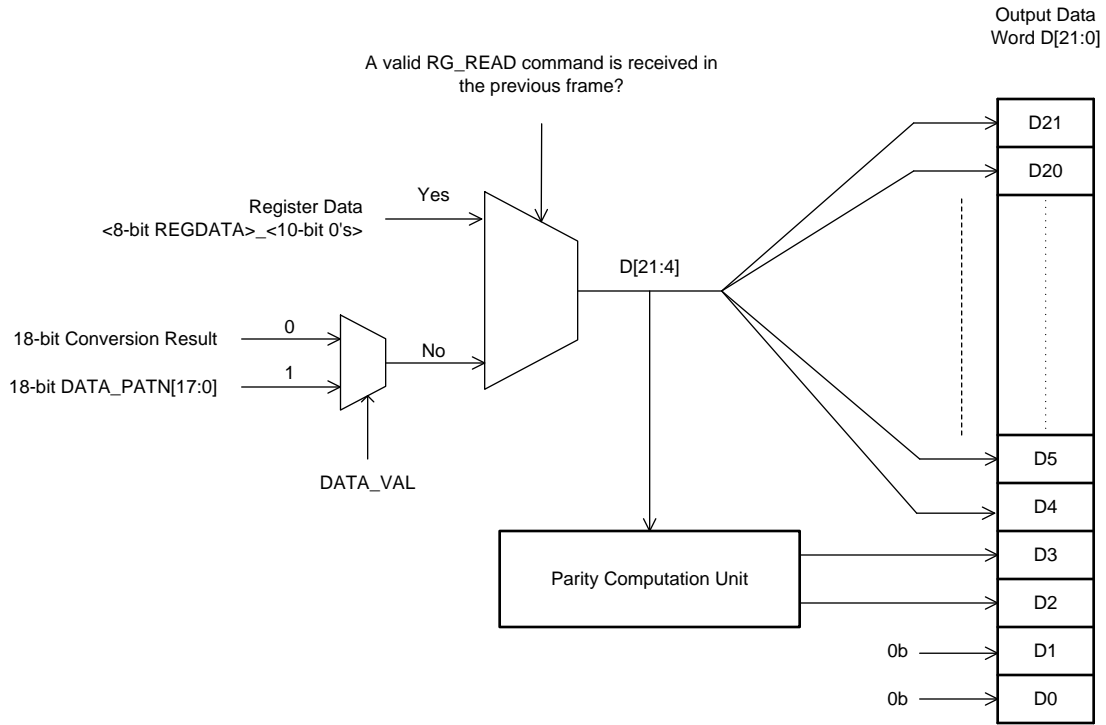 Output Data
Word D[21:0]
A valid RG_READ command is received in
the previous frame?
D21
D20
Yes
Register Data
<8-bit REGDATA>_<10-bit 0's>
D[21:4]
0
18-bit Conversion Result
No
1
18-bit DATA_PATN[17:0]
DATA_VAL
D5
D4
D3
Parity Computation Unit
D2
0b
D1
0b
D0